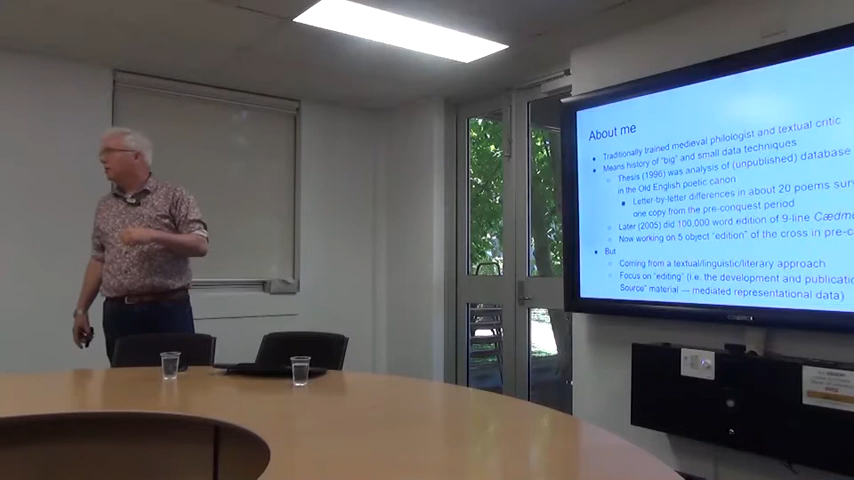 About me
Traditionally trained medieval philologist and textual critic
Means history of "big" and small data techniques
Thesis (1996) was analysis of (unpublished) database
in the Old English poetic canon
Letter-by-letter differences in about 20 poems
one copy from the pre-conquest period
Later (2005) did 100,000 word edition of 9-line
Now working on 5 object "edition" of the cross in
But
Coming from a textual/linguistic/literary approach
Focus on "editing" (i.e. the development and
Source" material — mediated representational data)